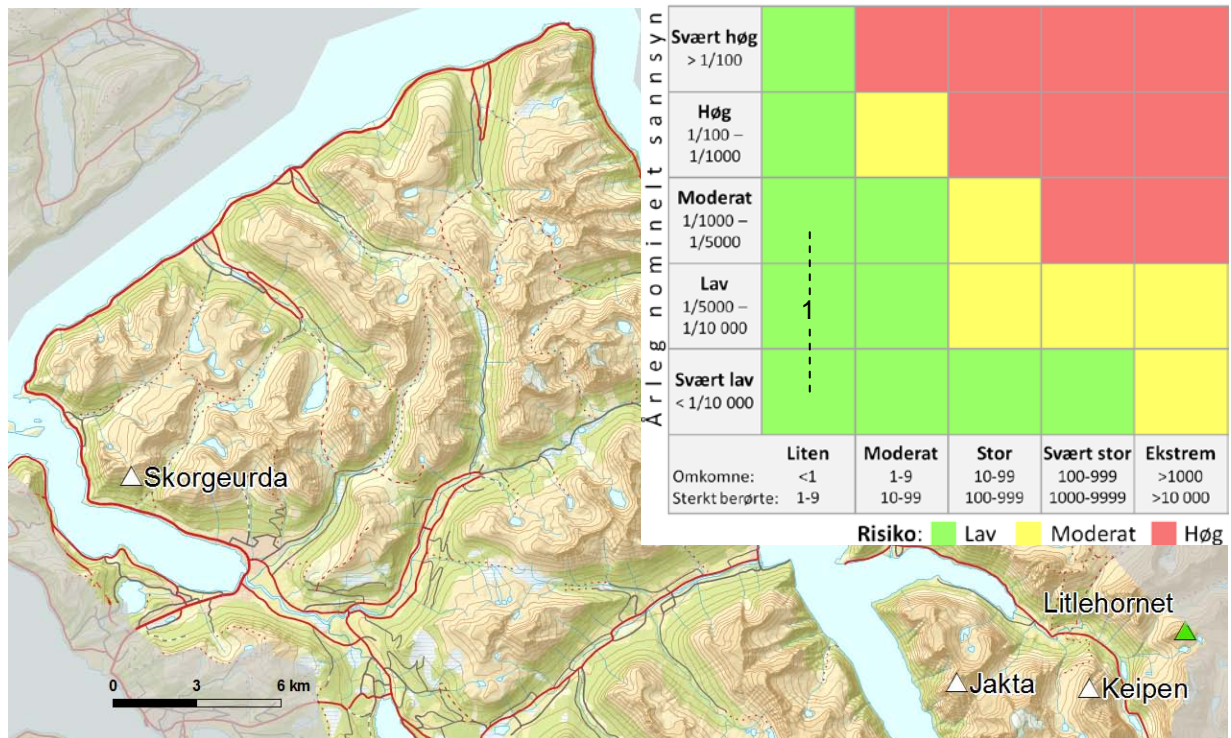 Årleg nominelt sannsyn
Svært høg
> 1/100
Høg
1/100 –
1/1000
Moderat
1/1000 –
1/5000
Lav
1/5000 –
1/10 000
1
Svært lav
< 1/10 000
Liten Moderat Stor Svært stor Ekstrem
Omkomne: <1 1-9 10-99 100-999 >1000
Sterkt berørte: 1-9 10-99 100-999 1000-9999 >10 000
Risiko: Lav Moderat Høg
Skorgeurda
Litlehornet
Jakta
Keipen
0 3 6 km